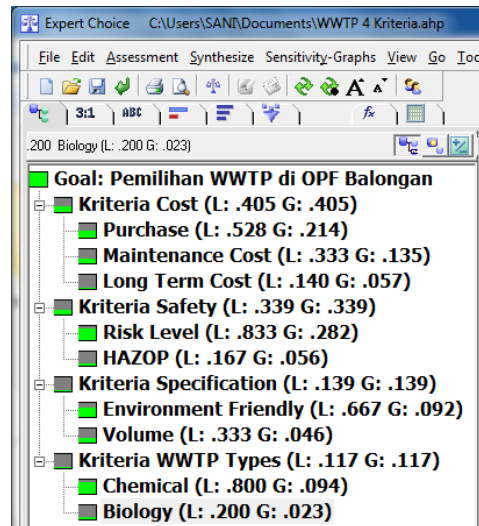 Expert Choice C:\Users\SANI\Documents\WWTP 4 Kriteria.ahp
File Edit Assessment Synthesize Sensitivity-Graphs View Go
A A
3:1 ABC fx
.200 Biology (L: .200 G: .023)
Goal: Pemilihan WWTP di OPF Balongan
Kriteria Cost (L: .405 G: .405)
Purchase (L: .528 G: .214)
Maintenance Cost (L: .333 G: .135)
Long Term Cost (L: .140 G: .057)
Kriteria Safety (L: .339 G: .339)
Risk Level (L: .833 G: .282)
HAZOP (L: .167 G: .056)
Kriteria Specification (L: .139 G: .139)
Environment Friendly (L: .667 G: .092)
Volume (L: .333 G: .046)
Kriteria WWTP Types (L: .117 G: .117)
Chemical (L: .800 G: .094)
Biology (L: .200 G: .023)